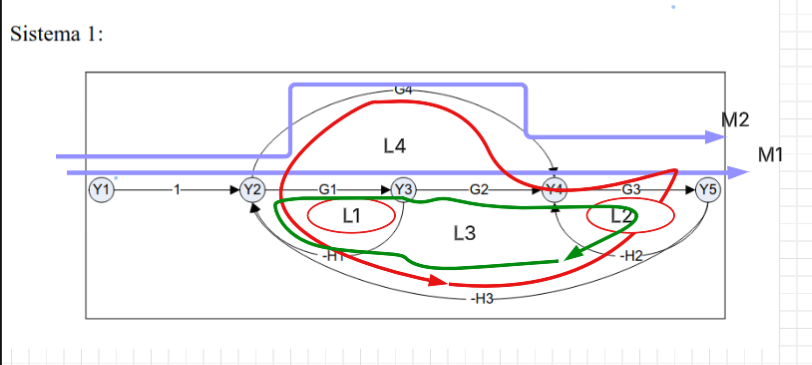 Sistema 1:
G4
M2
L4
M1
Y1 1 Y2 G1 Y3 G2 Y4 G3 Y5
L1 L2
L3
-H1 -H2
-H3